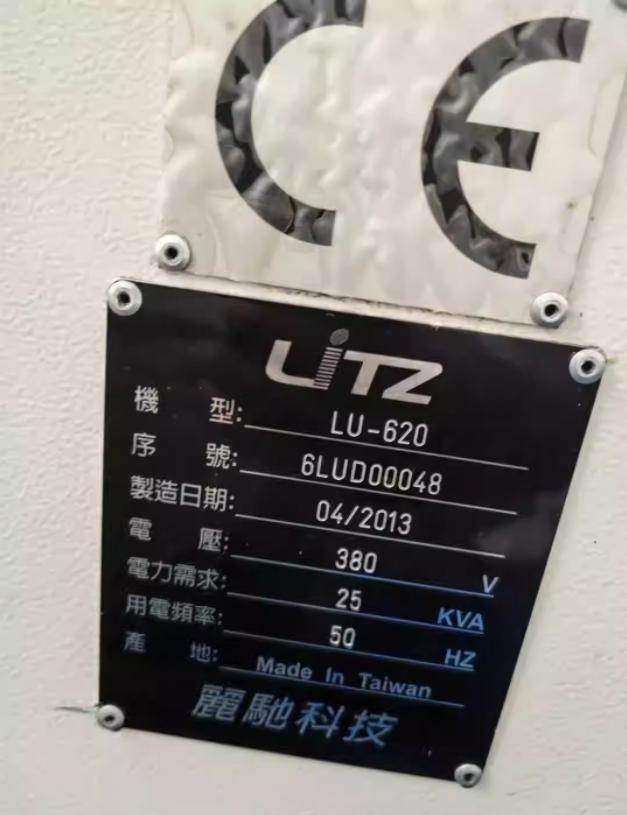 CE
LiTZ
機型: LU-620
序號: 6LUD00048
製造日期: 04/2013
電壓: 380 V
電力需求: 25 KVA
用電頻率: 50 HZ
產地: Made In Taiwan
麗馳科技